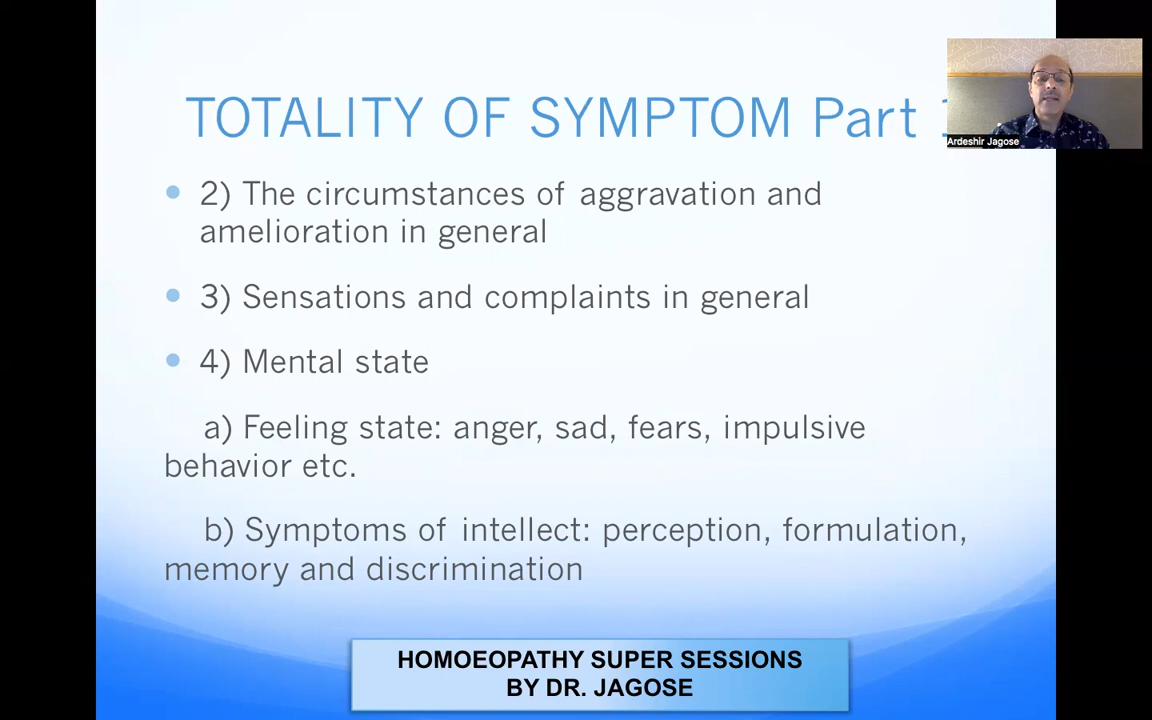 TOTALITY OF SYMPTOM Part
Ardeshir Jagose
2) The circumstances of aggravation and
amelioration in general
3) Sensations and complaints in general
4) Mental state
a) Feeling state: anger, sad, fears, impulsive
behavior etc.
b) Symptoms of intellect: perception, formulation,
memory and discrimination
HOMOEOPATHY SUPER SESSIONS
BY DR. JAGOSE